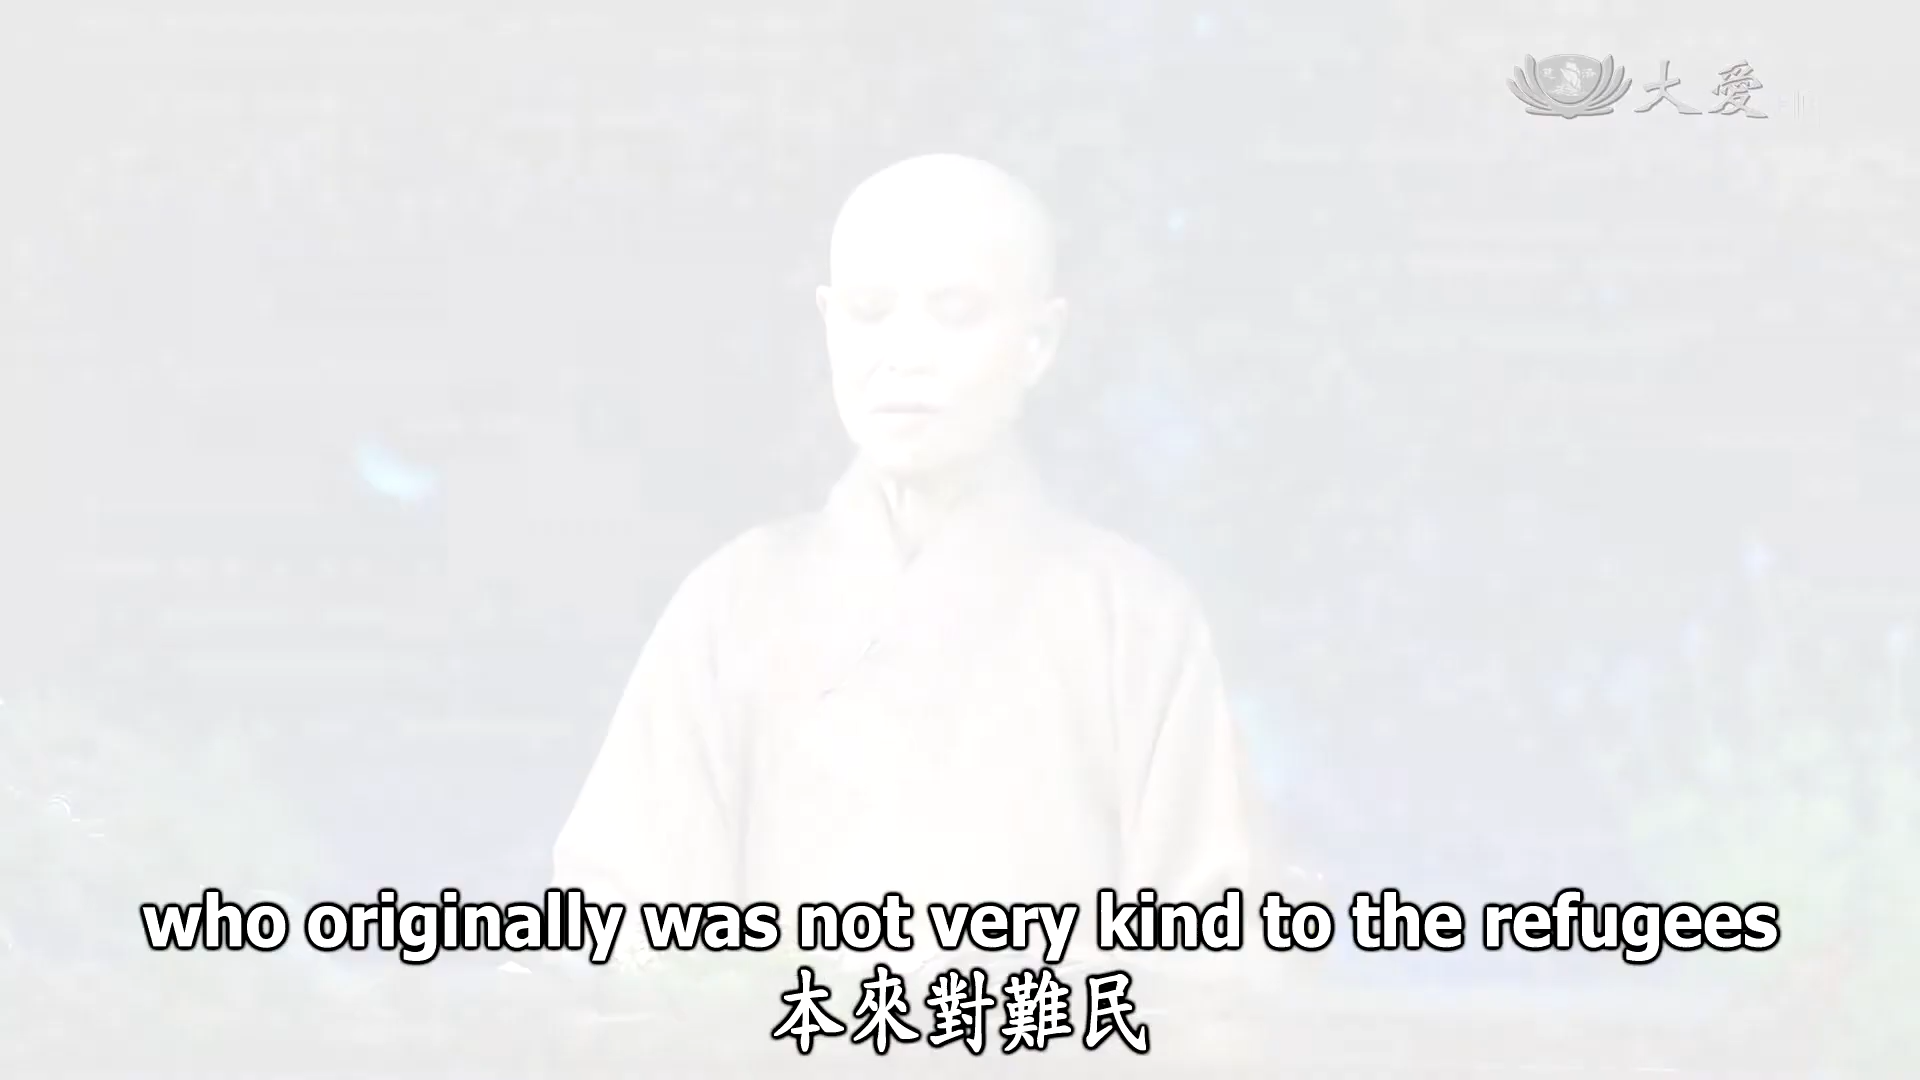 大愛
who originally was not very kind to the refugees
本來對難民